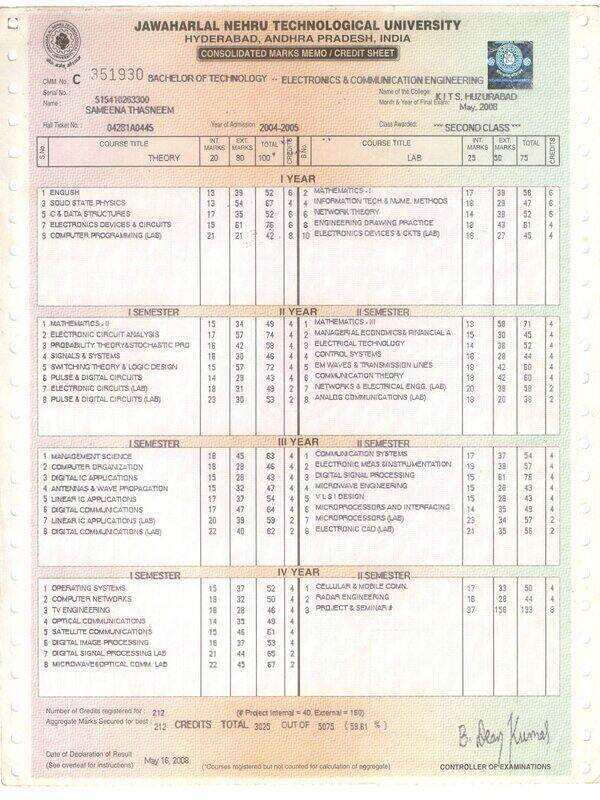 JAWAHARLAL NEHRU TECHNOLOGICAL UNIVERSITY
HYDERABAD, ANDHRA PRADESH, INDIA
CONSOLIDATED MARKS MEMO / CREDIT SHEET
CMM. No. C 351930 BACHELOR OF TECHNOLOGY -- ELECTRONICS & COMMUNICATION ENGINEERING
Serial No. : 515410263300 Name of the College: K I T S, HUZURABAD
Name : SAMEENA THASNEEM Month & Year of Final Exam: May, 2008
Hall Ticket No. : 04281A0445 Year of Admission: 2004-2005 Class Awarded: *** SECOND CLASS ***
S.No. COURSE TITLE THEORY INT. MARKS 20 EXT. MARKS 80 TOTAL 100 CREDITS S.No. COURSE TITLE LAB INT. MARKS 25 EXT. MARKS 50 TOTAL 75 CREDITS
I YEAR
1 ENGLISH 13 39 52 6 2 MATHEMATICS - I 17 39 56 6
3 SOLID STATE PHYSICS 13 54 67 4 4 INFORMATION TECH.& NUME. METHODS 18 29 47 6
5 C & DATA STRUCTURES 17 35 52 6 6 NETWORK THEORY 14 38 52 6
7 ELECTRONICS DEVICES & CIRCUITS 15 61 76 6 8 ENGINEERING DRAWING PRACTICE 18 43 61 4
9 COMPUTER PROGRAMMING (LAB) 21 21 42 8 10 ELECTRONICS DEVICES & CKTS (LAB) 18 27 45 4
I SEMESTER II YEAR II SEMESTER
1 MATHEMATICS - II 15 34 49 4 1 MATHEMATICS - III 13 58 71 4
2 ELECTRONIC CIRCUIT ANALYSIS 17 57 74 4 2 MANAGERIAL ECONOMICS& FINANCIAL A 15 30 45 4
3 PROBABILITY THEORY&STOCHASTIC PRO 16 42 58 4 3 ELECTRICAL TECHNOLOGY 14 38 52 4
4 SIGNALS & SYSTEMS 16 30 46 4 4 CONTROL SYSTEMS 16 28 44 4
5 SWITCHING THEORY & LOGIC DESIGN 15 57 72 4 5 EM WAVES & TRANSMISSION LINES 18 42 60 4
6 PULSE & DIGITAL CIRCUITS 14 29 43 4 6 COMMUNICATION THEORY 18 42 60 4
7 ELECTRONIC CIRCUITS (LAB) 18 31 49 2 7 NETWORKS & ELECTRICAL ENGG. (LAB) 20 38 58 2
8 PULSE & DIGITAL CIRCUITS (LAB) 23 30 53 2 8 ANALOG COMMUNICATIONS (LAB) 18 20 38 2
I SEMESTER III YEAR II SEMESTER
1 MANAGEMENT SCIENCE 18 45 63 4 1 COMMUNICATION SYSTEMS 17 37 54 4
2 COMPUTER ORGANIZATION 18 28 46 4 2 ELECTRONIC MEAS.&INSTRUMENTATION 19 38 57 4
3 DIGITAL IC APPLICATIONS 15 28 43 4 3 DIGITAL SIGNAL PROCESSING 15 61 76 4
4 ANTENNAS & WAVE PROPAGATION 15 32 47 4 4 MICROWAVE ENGINEERING 15 28 43 4
5 LINEAR IC APPLICATIONS 17 37 54 4 5 V L S I DESIGN 15 28 43 4
6 DIGITAL COMMUNICATIONS 17 47 64 4 6 MICROPROCESSORS AND INTERFACING 14 35 49 4
7 LINEAR IC APPLICATIONS (LAB) 20 39 59 2 7 MICROPROCESSORS (LAB) 23 34 57 2
8 DIGITAL COMMUNICATIONS (LAB) 22 40 62 2 8 ELECTRONIC CAD (LAB) 21 35 56 2
I SEMESTER IV YEAR II SEMESTER
1 OPERATING SYSTEMS 15 37 52 4 1 CELLULAR & MOBILE COMN. 17 33 50 4
2 COMPUTER NETWORKS 18 32 50 4 2 RADAR ENGINEERING 16 28 44 4
3 TV ENGINEERING 18 28 46 4 3 PROJECT & SEMINAR # 37 156 193 8
4 OPTICAL COMMUNICATIONS 14 35 49 4
5 SATELLITE COMMUNICATIONS 15 46 61 4
6 DIGITAL IMAGE PROCESSING 16 37 53 4
7 DIGITAL SIGNAL PROCESSING LAB 21 44 65 2
8 MICROWAVE&OPTICAL COMM. LAB 22 45 67 2
Number of Credits registered for : 212 (# Project Internal = 40, External = 160)
Aggregate Marks Secured for best : 212 CREDITS TOTAL 3025 OUT OF 5075 ( 59.61 % )
Date of Declaration of Result May 16, 2008
(See overleaf for instructions) (*Courses registered but not counted for calculation of aggregate) CONTROLLER OF EXAMINATIONS